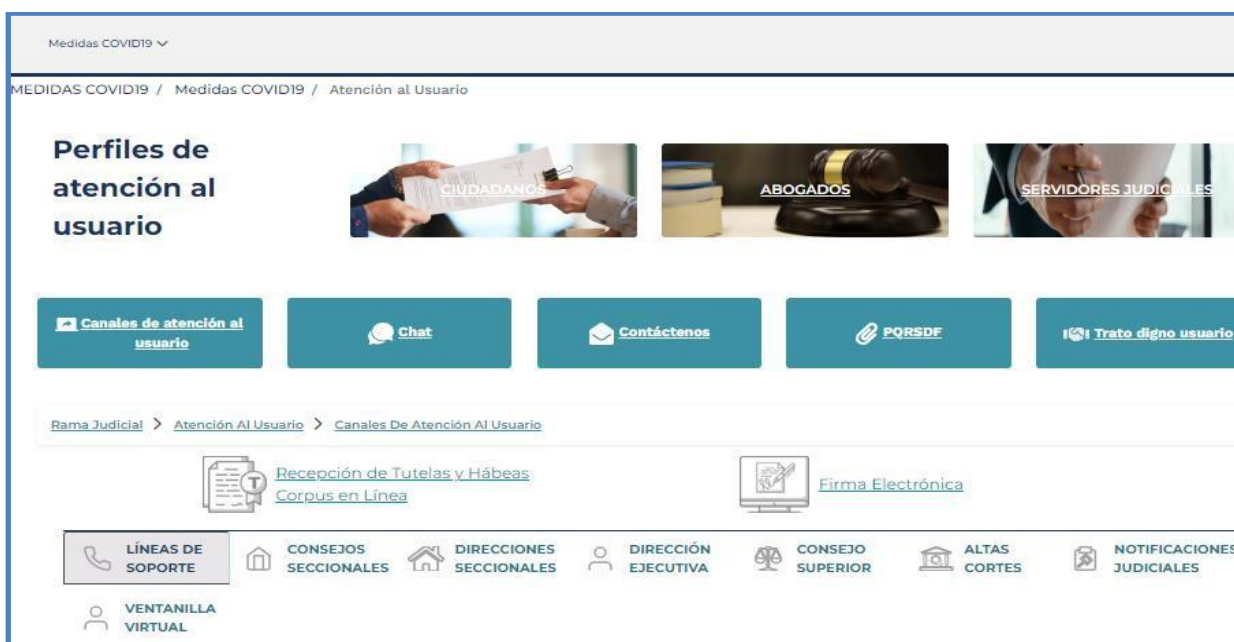 Medidas COVID19
MEDIDAS COVID19 / Medidas COVID19 / Atención al Usuario
Perfiles de
atención al
usuario
CIUDADANOS
ABOGADOS
SERVIDORES JUDICIALES
Canales de atención al
usuario
Chat
Contáctenos
PQRSDF
Trato digno usuario
Rama Judicial > Atención Al Usuario > Canales De Atención Al Usuario
Recepción de Tutelas y Hábeas
Corpus en Línea
Firma Electrónica
LÍNEAS DE
SOPORTE
CONSEJOS
SECCIONALES
DIRECCIONES
SECCIONALES
DIRECCIÓN
EJECUTIVA
CONSEJO
SUPERIOR
ALTAS
CORTES
NOTIFICACIONES
JUDICIALES
VENTANILLA
VIRTUAL